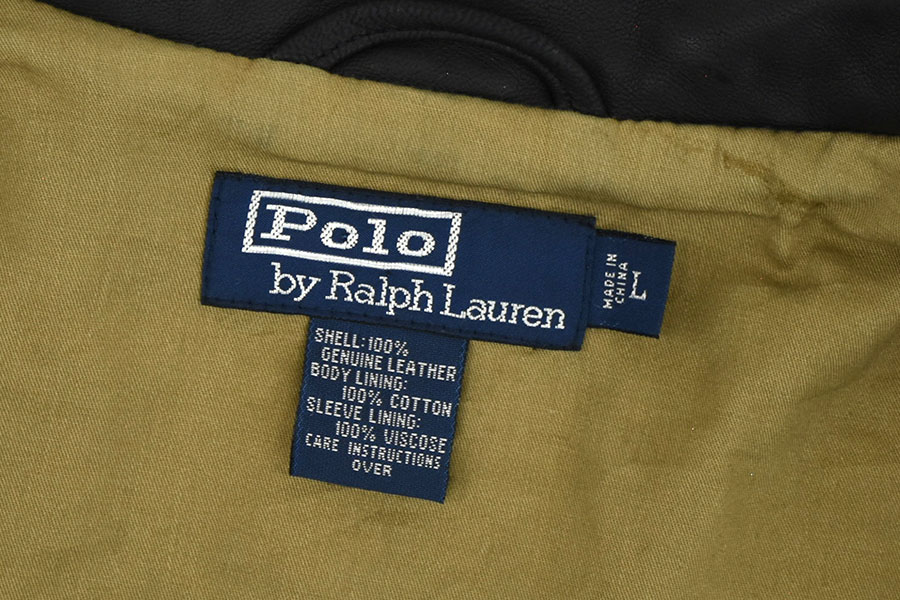 Polo
by Ralph Lauren
MADE IN
CHINA
L
SHELL:100%
GENUINE LEATHER
BODY LINING:
100% COTTON
SLEEVE LINING:
100% VISCOSE
CARE INSTRUCTIONS
OVER